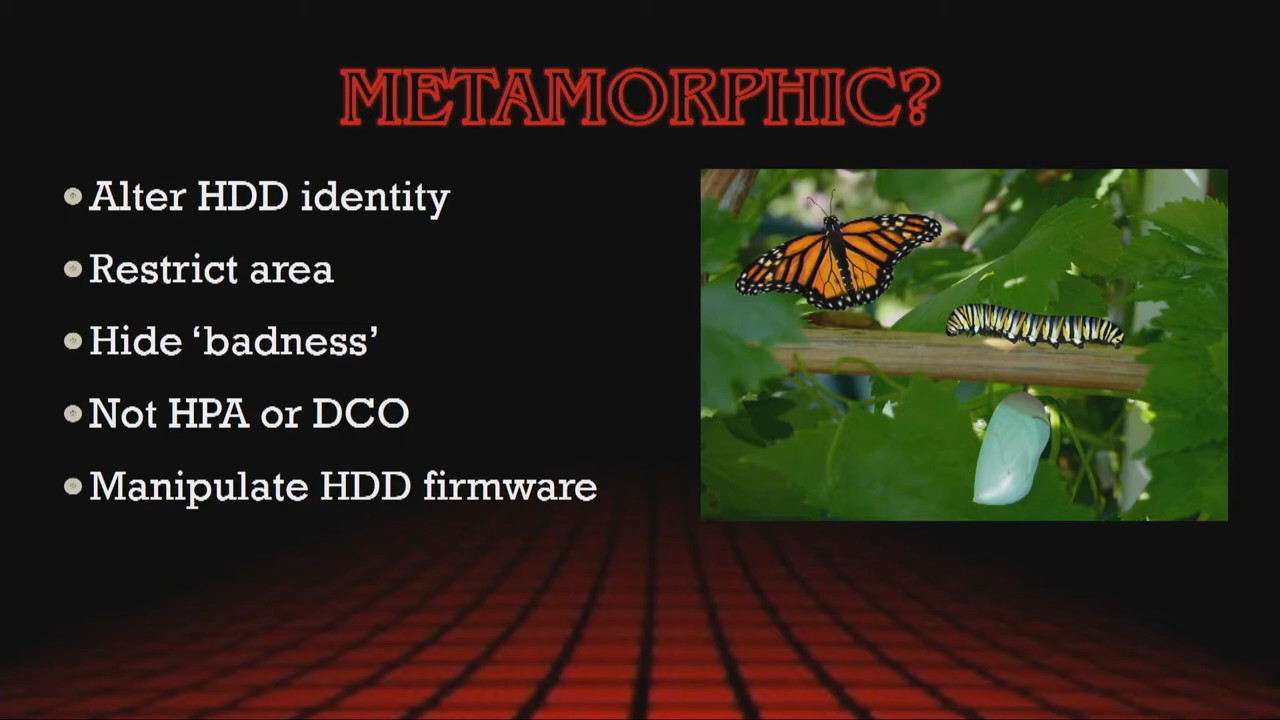 METAMORPHIC?
Alter HDD identity
Restrict area
Hide ‘badness’
Not HPA or DCO
Manipulate HDD firmware